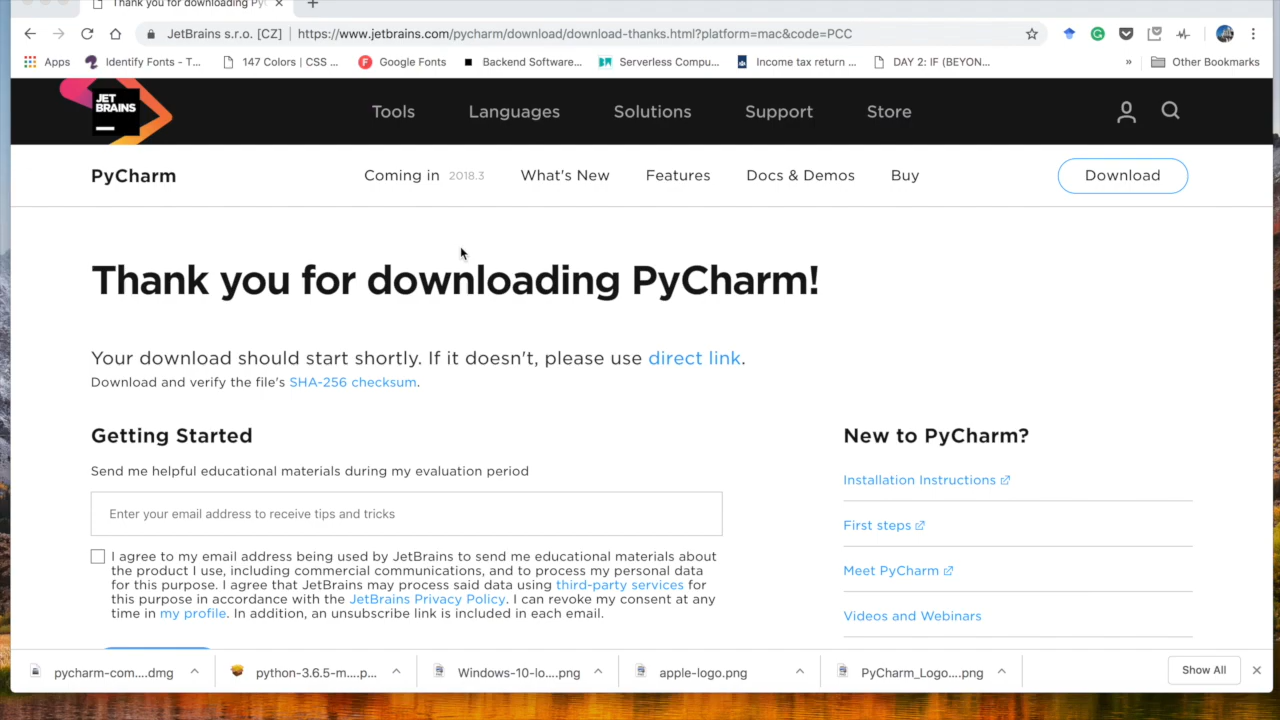 Thank you for downloading Py
JetBrains s.r.o. [CZ]
https://www.jetbrains.com/pycharm/download/download-thanks.html?platform=mac&code=PCC
Apps
Identify Fonts - T...
147 Colors | CSS ...
Google Fonts
Backend Software...
Serverless Compu...
Income tax return ...
DAY 2: IF (BEYON...
»
Other Bookmarks
JET
BRAINS
Tools
Languages
Solutions
Support
Store
PyCharm
Coming in 2018.3
What's New
Features
Docs & Demos
Buy
Download
Thank you for downloading PyCharm!
Your download should start shortly. If it doesn't, please use direct link.
Download and verify the file's SHA-256 checksum.
Getting Started
Send me helpful educational materials during my evaluation period
Enter your email address to receive tips and tricks
I agree to my email address being used by JetBrains to send me educational materials about
the product I use, including commercial communications, and to process my personal data
for this purpose. I agree that JetBrains may process said data using third-party services for
this purpose in accordance with the JetBrains Privacy Policy. I can revoke my consent at any
time in my profile. In addition, an unsubscribe link is included in each email.
New to PyCharm?
Installation Instructions
First steps
Meet PyCharm
Videos and Webinars
pycharm-com....dmg
python-3.6.5-m....p...
Windows-10-lo....png
apple-logo.png
PyCharm_Logo....png
Show All